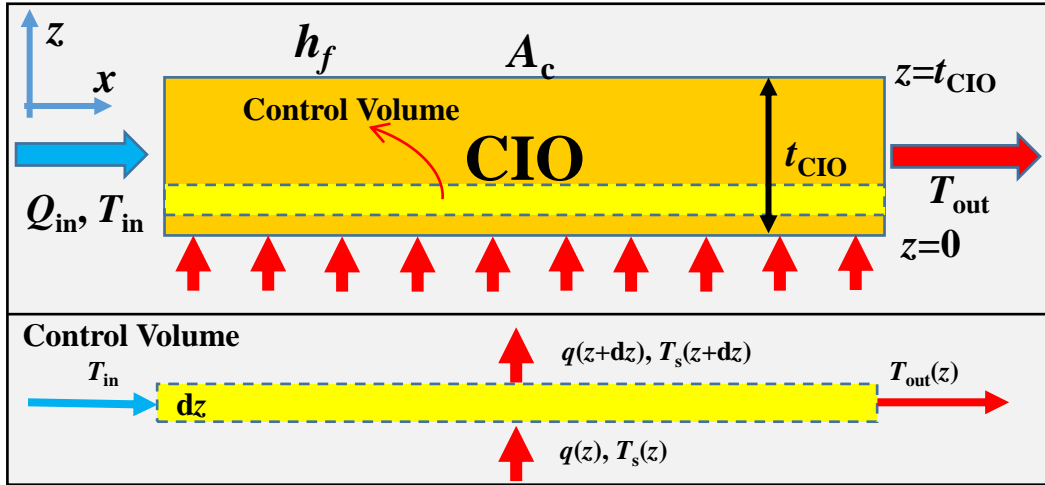 z
x
h_f
A_c
z=t_CIO
Control Volume
CIO
t_CIO
Q_in, T_in
T_out
z=0
Control Volume
q(z+dz), T_s(z+dz)
T_in
T_out(z)
dz
q(z), T_s(z)